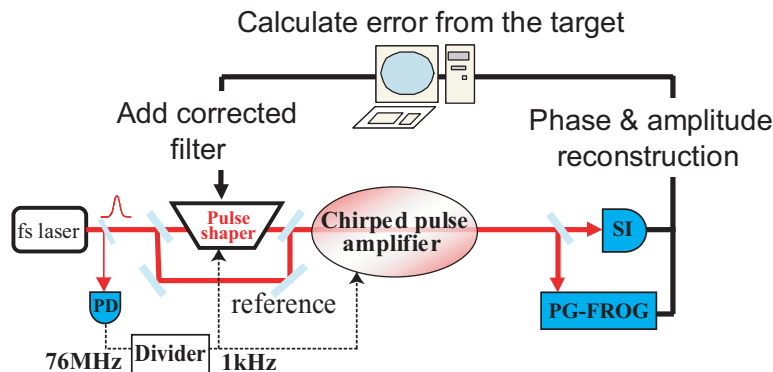 Calculate error from the target
Add corrected
filter
Phase & amplitude
reconstruction
fs laser
Pulse
shaper
Chirped pulse
amplifier
SI
PD
reference
PG-FROG
76MHz
Divider
1kHz